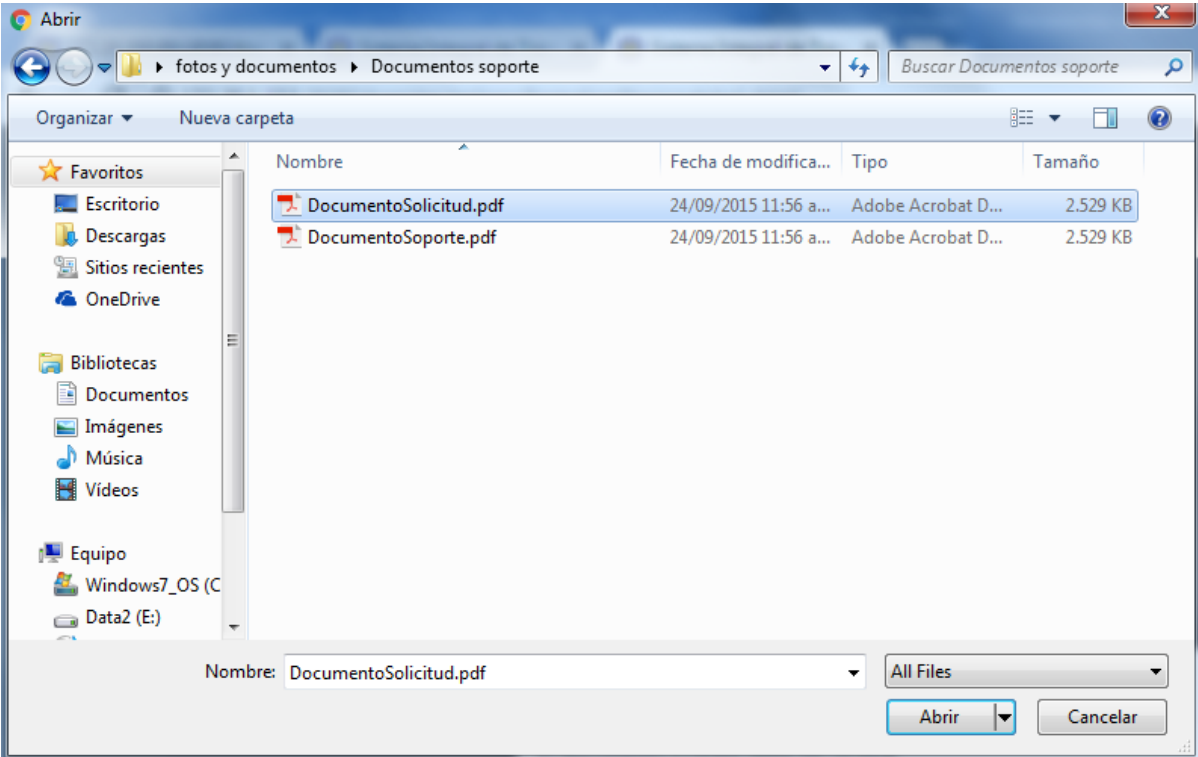 Abrir
fotos y documentos Documentos soporte Buscar Documentos soporte
Organizar Nueva carpeta
Nombre Fecha de modifica... Tipo Tamaño
DocumentoSolicitud.pdf 24/09/2015 11:56 a... Adobe Acrobat D... 2.529 KB
DocumentoSoporte.pdf 24/09/2015 11:56 a... Adobe Acrobat D... 2.529 KB
Favoritos
Escritorio
Descargas
Sitios recientes
OneDrive
Bibliotecas
Documentos
Imágenes
Música
Vídeos
Equipo
Windows7_OS (C
Data2 (E:)
Nombre: DocumentoSolicitud.pdf All Files
Abrir Cancelar